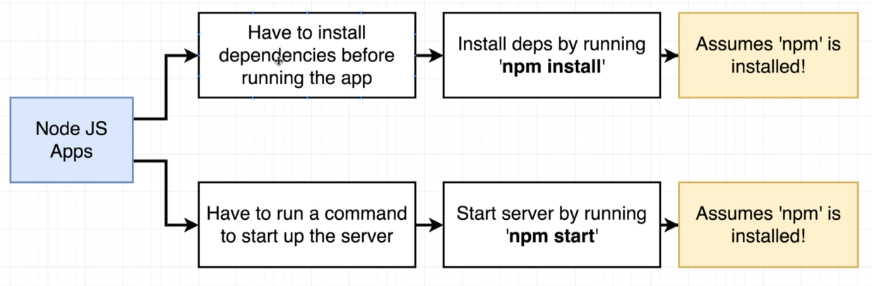 Have to install
dependencies before
running the app
Install deps by running
'npm install'
Assumes 'npm' is
installed!
Node JS
Apps
Have to run a command
to start up the server
Start server by running
'npm start'
Assumes 'npm' is
installed!